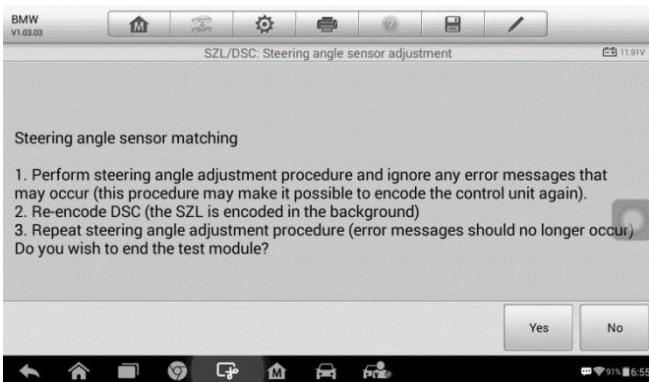 BMW
V1.03.03
SZL/DSC: Steering angle sensor adjustment
11.91V
Steering angle sensor matching
1. Perform steering angle adjustment procedure and ignore any error messages that
may occur (this procedure may make it possible to encode the control unit again).
2. Re-encode DSC (the SZL is encoded in the background)
3. Repeat steering angle adjustment procedure (error messages should no longer occur)
Do you wish to end the test module?
Yes
No
91%
6:55